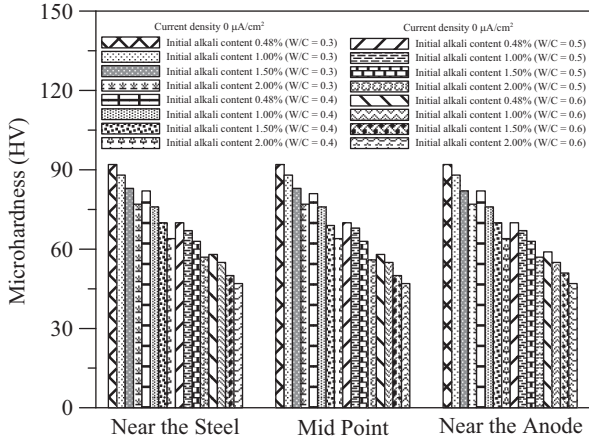 150
120
90
60
30
0
Microhardness (HV)
Current density 0 μA/cm²
Initial alkali content 0.48% (W/C = 0.3)
Initial alkali content 1.00% (W/C = 0.3)
Initial alkali content 1.50% (W/C = 0.3)
Initial alkali content 2.00% (W/C = 0.3)
Initial alkali content 0.48% (W/C = 0.4)
Initial alkali content 1.00% (W/C = 0.4)
Initial alkali content 1.50% (W/C = 0.4)
Initial alkali content 2.00% (W/C = 0.4)
Current density 0 μA/cm²
Initial alkali content 0.48% (W/C = 0.5)
Initial alkali content 1.00% (W/C = 0.5)
Initial alkali content 1.50% (W/C = 0.5)
Initial alkali content 2.00% (W/C = 0.5)
Initial alkali content 0.48% (W/C = 0.6)
Initial alkali content 1.00% (W/C = 0.6)
Initial alkali content 1.50% (W/C = 0.6)
Initial alkali content 2.00% (W/C = 0.6)
Near the Steel
Mid Point
Near the Anode